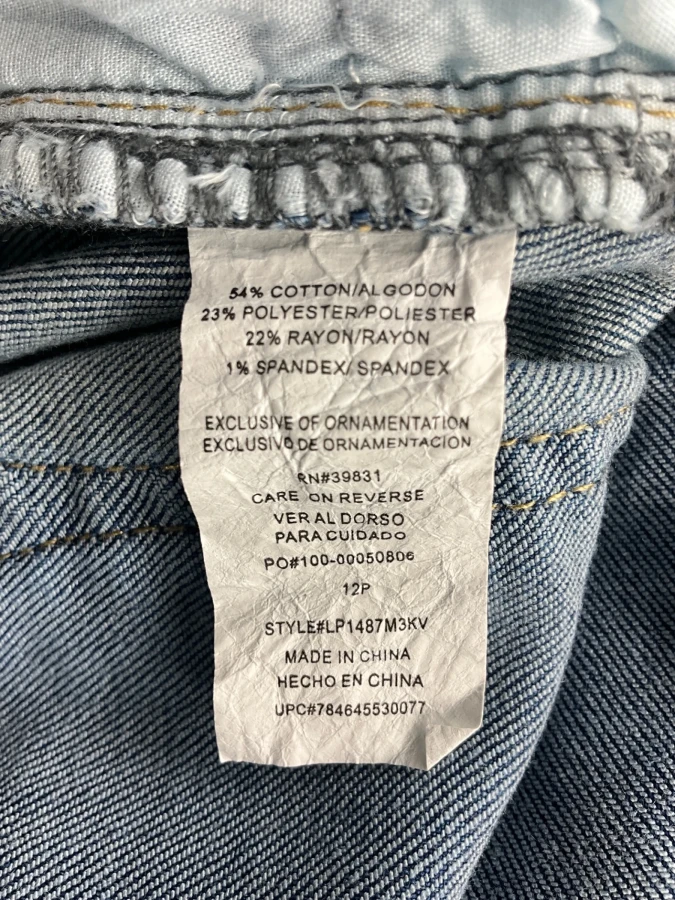 54% COTTON/ALGODON
23% POLYESTER/POLIESTER
22% RAYON/RAYON
1% SPANDEX/SPANDEX
EXCLUSIVE OF ORNAMENTATION
EXCLUSIVO DE ORNAMENTACION
RN#39831
CARE ON REVERSE
VER AL DORSO
PARA CUIDADO
PO#100-00050806
12P
STYLE#LP1487M3KV
MADE IN CHINA
HECHO EN CHINA
UPC#784645530077